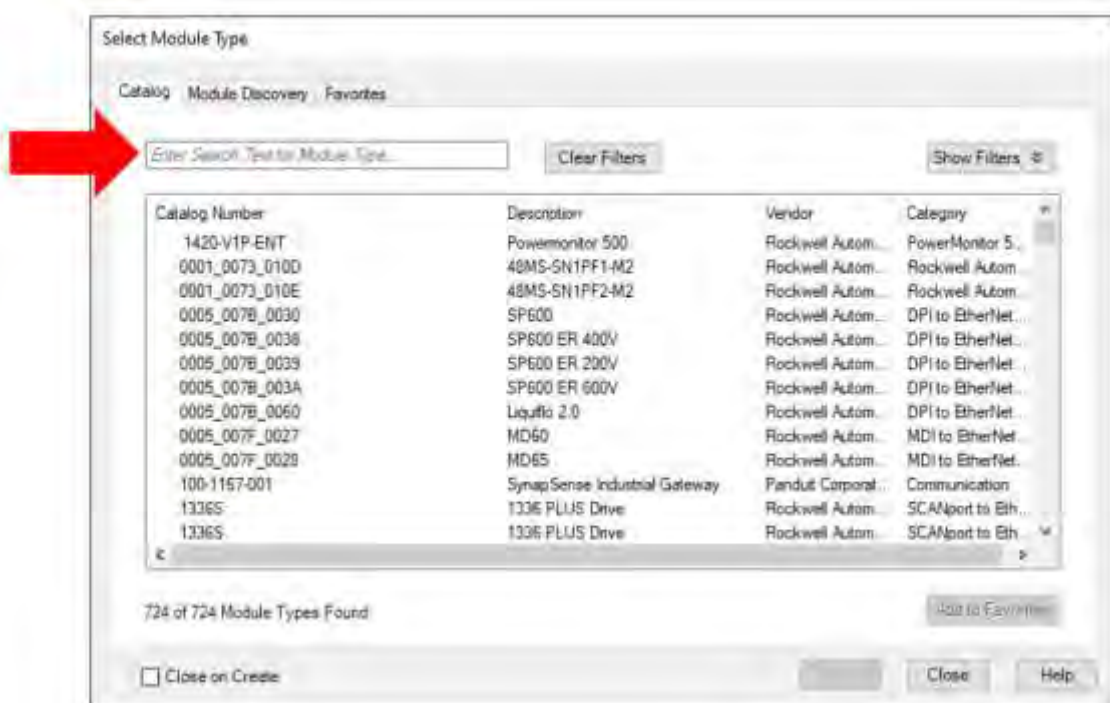 Select Module Type
Catalog Module Discovery Favorites
Enter Search Text for Module Type... Clear Filters Show Filters
Catalog Number Description Vendor Category
1420-V1P-ENT Powermonitor 500 Rockwell Autom... PowerMonitor 5...
0001_0073_010D 48MS-SN1PF1-M2 Rockwell Autom... Rockwell Autom...
0001_0073_010E 48MS-SN1PF2-M2 Rockwell Autom... Rockwell Autom...
0005_007B_0030 SP600 Rockwell Autom... DPI to EtherNet...
0005_007B_0038 SP600 ER 400V Rockwell Autom... DPI to EtherNet...
0005_007B_0039 SP600 ER 200V Rockwell Autom... DPI to EtherNet...
0005_007B_003A SP600 ER 600V Rockwell Autom... DPI to EtherNet...
0005_007B_0060 Liquiflo 2.0 Rockwell Autom... DPI to EtherNet...
0005_007F_0027 MD60 Rockwell Autom... MDI to EtherNet...
0005_007F_0029 MD65 Rockwell Autom... MDI to EtherNet...
100-1167-001 SynapSense Industrial Gateway Panduit Corporat... Communication
1336S 1336 PLUS Drive Rockwell Autom... SCANport to Eth...
1336S 1336 PLUS Drive Rockwell Autom... SCANport to Eth...
724 of 724 Module Types Found Add to Favorites
Close on Create Close Help